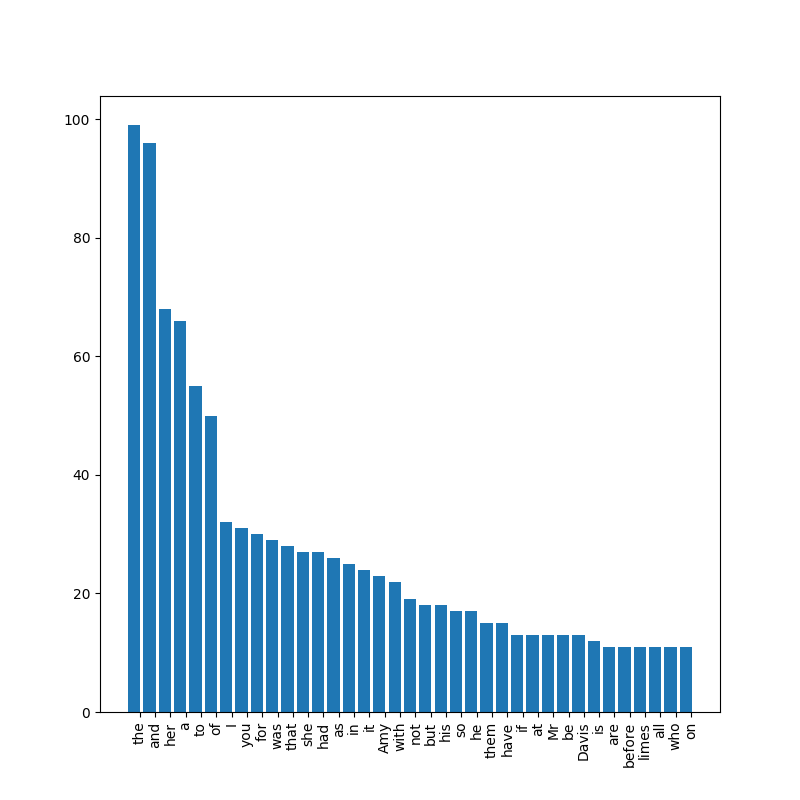 100
80
60
40
20
0
the
and
her
a
to
of
I
you
for
was
that
she
had
as
in
it
Amy
with
not
but
his
so
he
them
have
if
at
Mr
be
Davis
is
are
before
limes
all
who
on